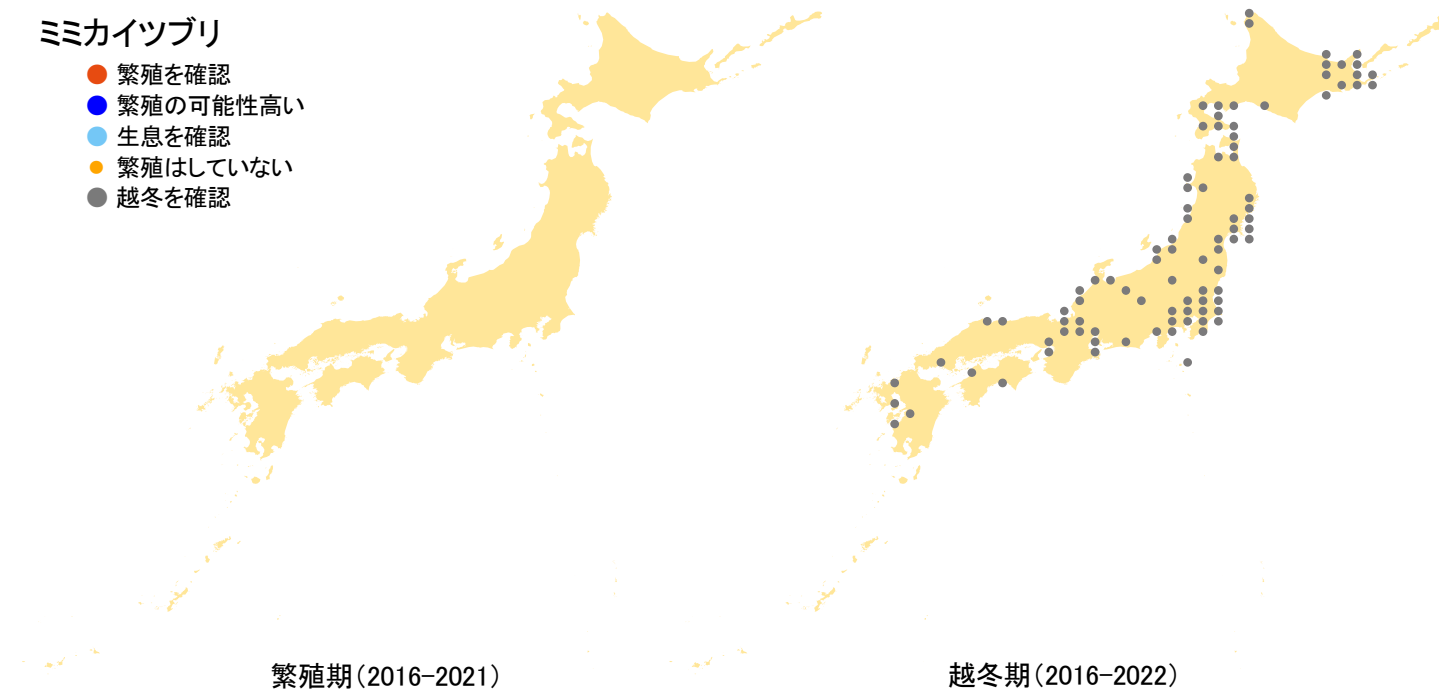 ミミカイツブリ
繁殖を確認
繁殖の可能性高い
生息を確認
繁殖はしていない
越冬を確認
繁殖期(2016-2021)
越冬期(2016-2022)